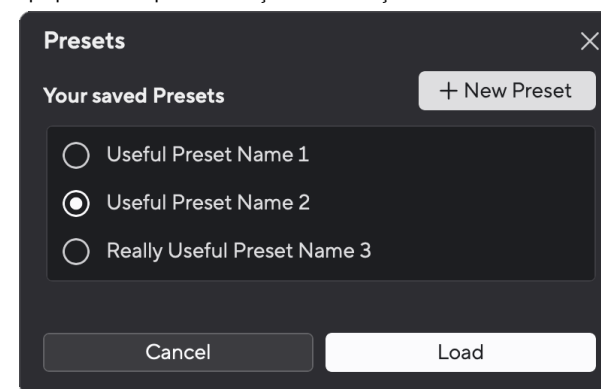 Presets
Your saved Presets
+ New Preset
Useful Preset Name 1
Useful Preset Name 2
Really Useful Preset Name 3
Cancel
Load